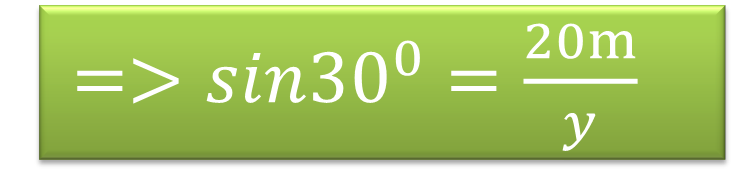 => sin30⁰ = 20m/y